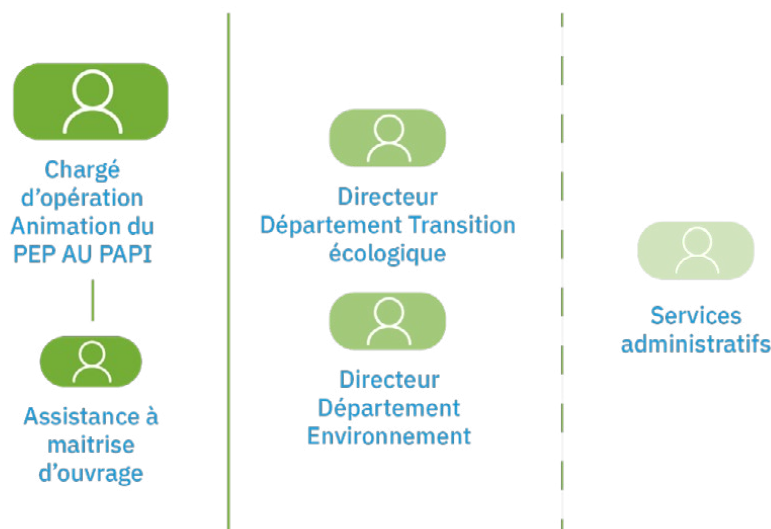 Chargé
d'opération
Animation du
PEP AU PAPI
Assistance à
maitrise
d'ouvrage
Directeur
Département Transition
écologique
Directeur
Département
Environnement
Services
administratifs